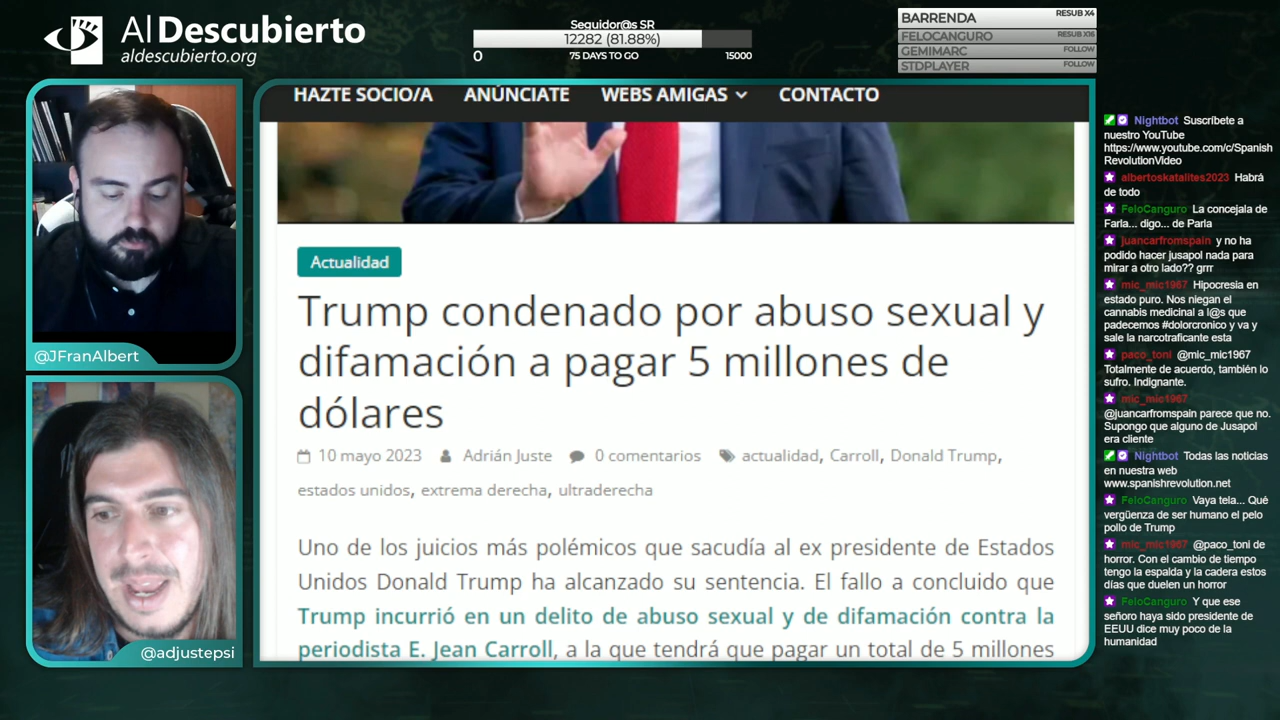 Al Descubierto
aldescubierto.org
Seguidor@s SR
12282 (81.88%)
0
75 DAYS TO GO
15000
BARRENDA
RESUB X4
FELOCANGURO
RESUB X16
GEMIMARC
FOLLOW
STDPLAYER
FOLLOW
HAZTE SOCIO/A
ANÚNCIATE
WEBS AMIGAS
CONTACTO
@JFranAlbert
@adjustepsi
Actualidad
Trump condenado por abuso sexual y
difamación a pagar 5 millones de
dólares
10 mayo 2023
Adrián Juste
0 comentarios
actualidad, Carroll, Donald Trump,
estados unidos, extrema derecha, ultraderecha
Uno de los juicios más polémicos que sacudía al ex presidente de Estados
Unidos Donald Trump ha alcanzado su sentencia. El fallo a concluido que
Trump incurrió en un delito de abuso sexual y de difamación contra la
periodista E. Jean Carroll, a la que tendrá que pagar un total de 5 millones
Nightbot Suscríbete a
nuestro YouTube
https://www.youtube.com/c/Spanish
RevolutionVideo
albertoskatalites2023 Habrá
de todo
FeloCanguro La concejala de
Farla... digo... de Parla
juancarfromspain y no ha
podido hacer jusapol nada para
mirar a otro lado?? grrr
mic_mic1967 Hipocresia en
estado puro. Nos niegan el
cannabis medicinal a l@s que
padecemos #dolorcronico y va y
sale la narcotraficante esta
paco_toni @mic_mic1967
Totalmente de acuerdo, también lo
sufro. Indignante.
mic_mic1967
@juancarfromspain parece que no.
Supongo que alguno de Jusapol
era cliente
Nightbot Todas las noticias
en nuestra web
www.spanishrevolution.net
FeloCanguro Vaya tela... Qué
vergüenza de ser humano el pelo
pollo de Trump
mic_mic1967 @paco_toni de
horror. Con el cambio de tiempo
tengo la espalda y la cadera estos
días que duelen un horror
FeloCanguro Y que ese
señoro haya sido presidente de
EEUU dice muy poco de la
humanidad